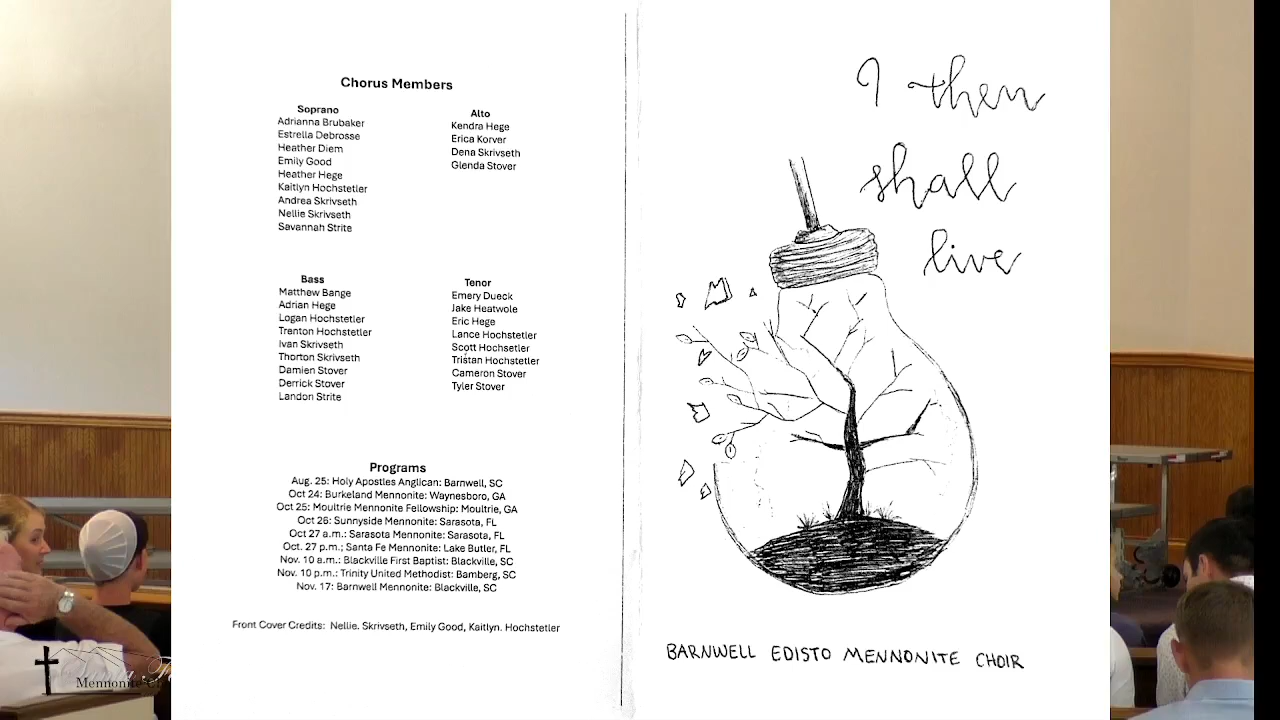 Chorus Members
Soprano
Adrianna Brubaker
Estrella Debrosse
Heather Diem
Emily Good
Heather Hege
Kaitlyn Hochstetler
Andrea Skrivseth
Nellie Skrivseth
Savannah Strite
Alto
Kendra Hege
Erica Korver
Dena Skrivseth
Glenda Stover
Bass
Matthew Bange
Adrian Hege
Logan Hochstetler
Trenton Hochstetler
Ivan Skrivseth
Thorton Skrivseth
Damien Stover
Derrick Stover
Landon Strite
Tenor
Emery Dueck
Jake Heatwole
Eric Hege
Lance Hochstetler
Scott Hochsetler
Tristan Hochstetler
Cameron Stover
Tyler Stover
Programs
Aug. 25: Holy Apostles Anglican: Barnwell, SC
Oct 24: Burkeland Mennonite: Waynesboro, GA
Oct 25: Moultrie Mennonite Fellowship: Moultrie, GA
Oct 26: Sunnyside Mennonite: Sarasota, FL
Oct 27 a.m.: Sarasota Mennonite: Sarasota, FL
Oct. 27 p.m.; Santa Fe Mennonite: Lake Butler, FL
Nov. 10 a.m.: Blackville First Baptist: Blackville, SC
Nov. 10 p.m.: Trinity United Methodist: Bamberg, SC
Nov. 17: Barnwell Mennonite: Blackville, SC
Front Cover Credits: Nellie. Skrivseth, Emily Good, Kaitlyn. Hochstetler
I then
shall
live
BARNWELL EDISTO MENNONITE CHOIR
Mennonite